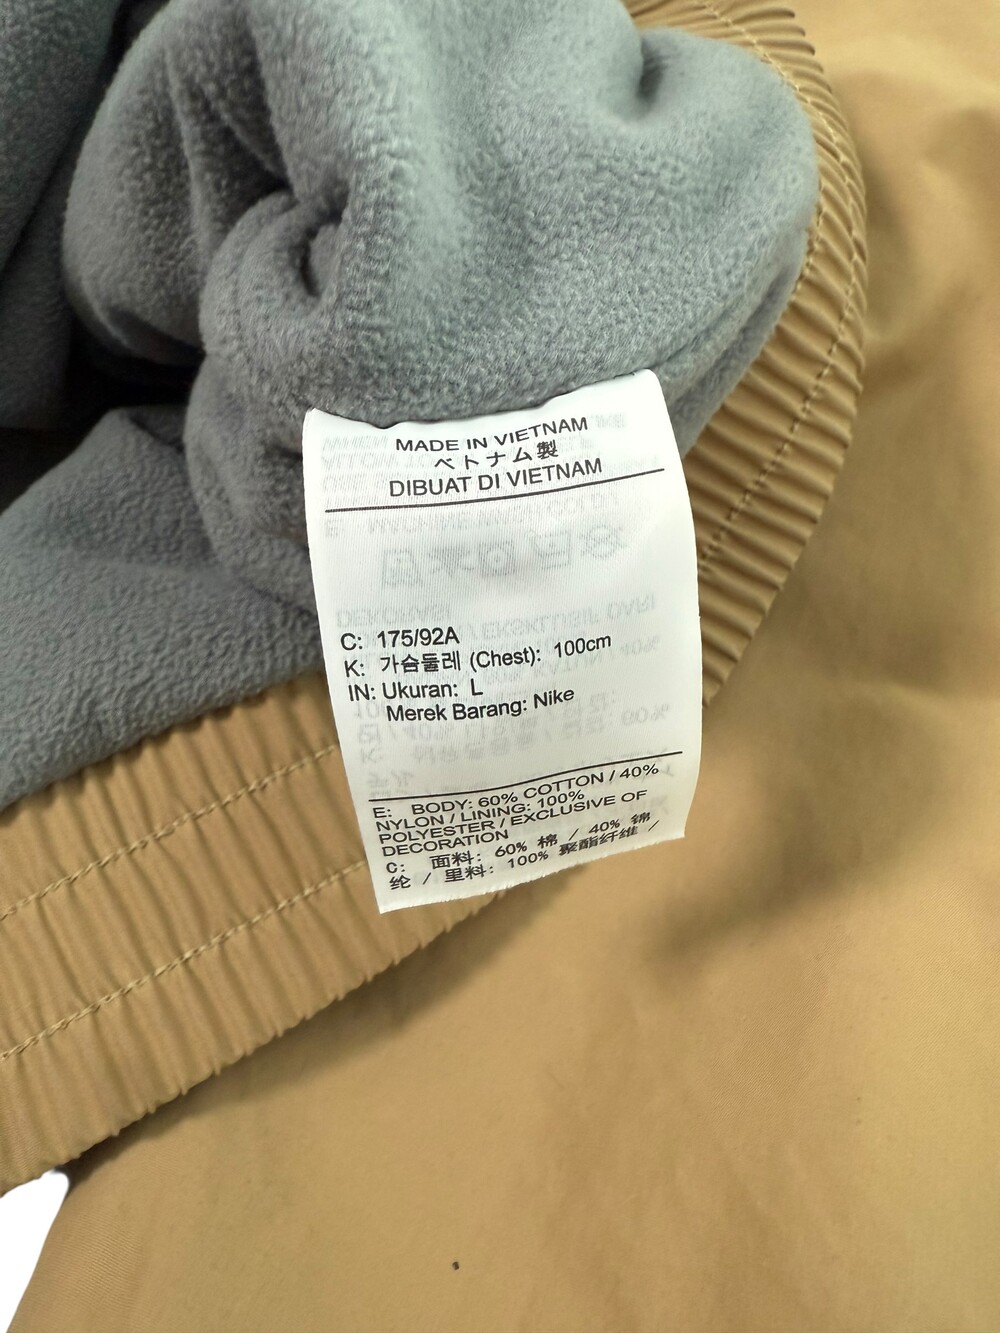 MADE IN VIETNAM
ベトナム製
DIBUAT DI VIETNAM
C: 175/92A
K: 가슴둘레 (Chest): 100cm
IN: Ukuran: L
Merek Barang: Nike
E: BODY: 60% COTTON / 40%
NYLON / LINING: 100%
POLYESTER / EXCLUSIVE OF
DECORATION
C: 面料: 60% 棉 / 40% 锦
纶 / 里料: 100% 聚酯纤维 /